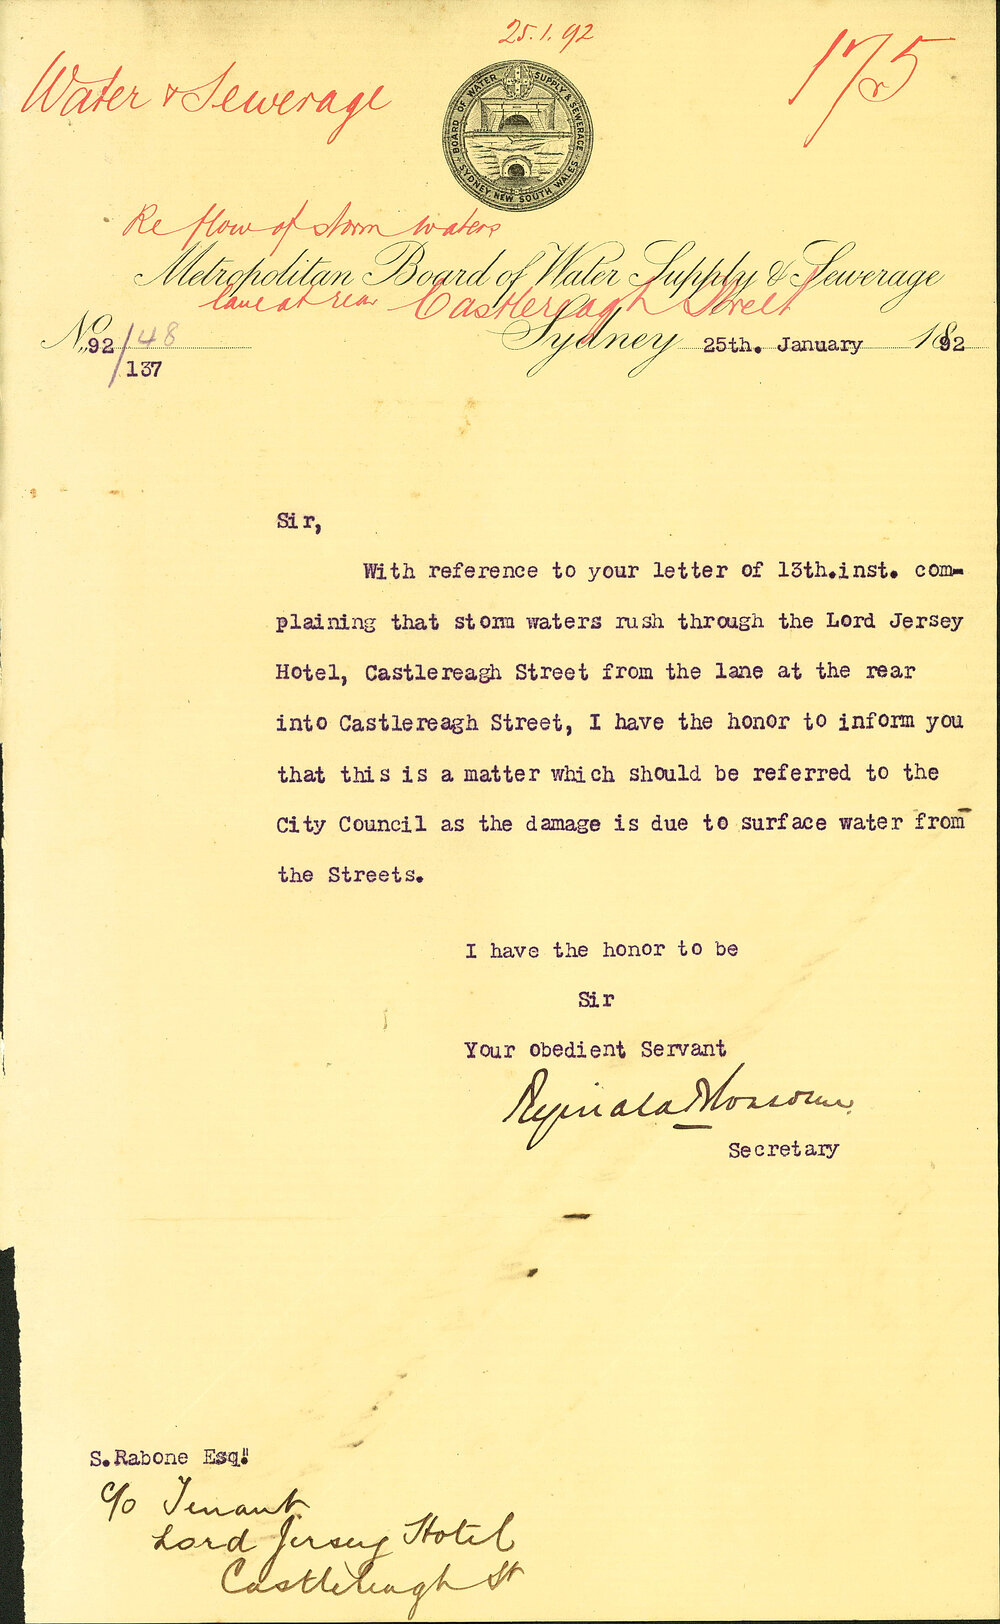 25.1.92
175
Water & Sewerage
BOARD OF WATER SUPPLY & SEWERAGE
SYDNEY, NEW SOUTH WALES
Re flow of storm waters
Metropolitan Board of Water Supply & Sewerage
lane at rear Castlereagh Street
No. 92/48
137
Sydney 25th. January 1892
Sir,
With reference to your letter of 13th.inst. com-
plaining that storm waters rush through the Lord Jersey
Hotel, Castlereagh Street from the lane at the rear
into Castlereagh Street, I have the honor to inform you
that this is a matter which should be referred to the
City Council as the damage is due to surface water from
the Streets.
I have the honor to be
Sir
Your obedient Servant
Secretary
S.Rabone Esq.
c/o Tenant
Lord Jersey Hotel
Castlereagh St